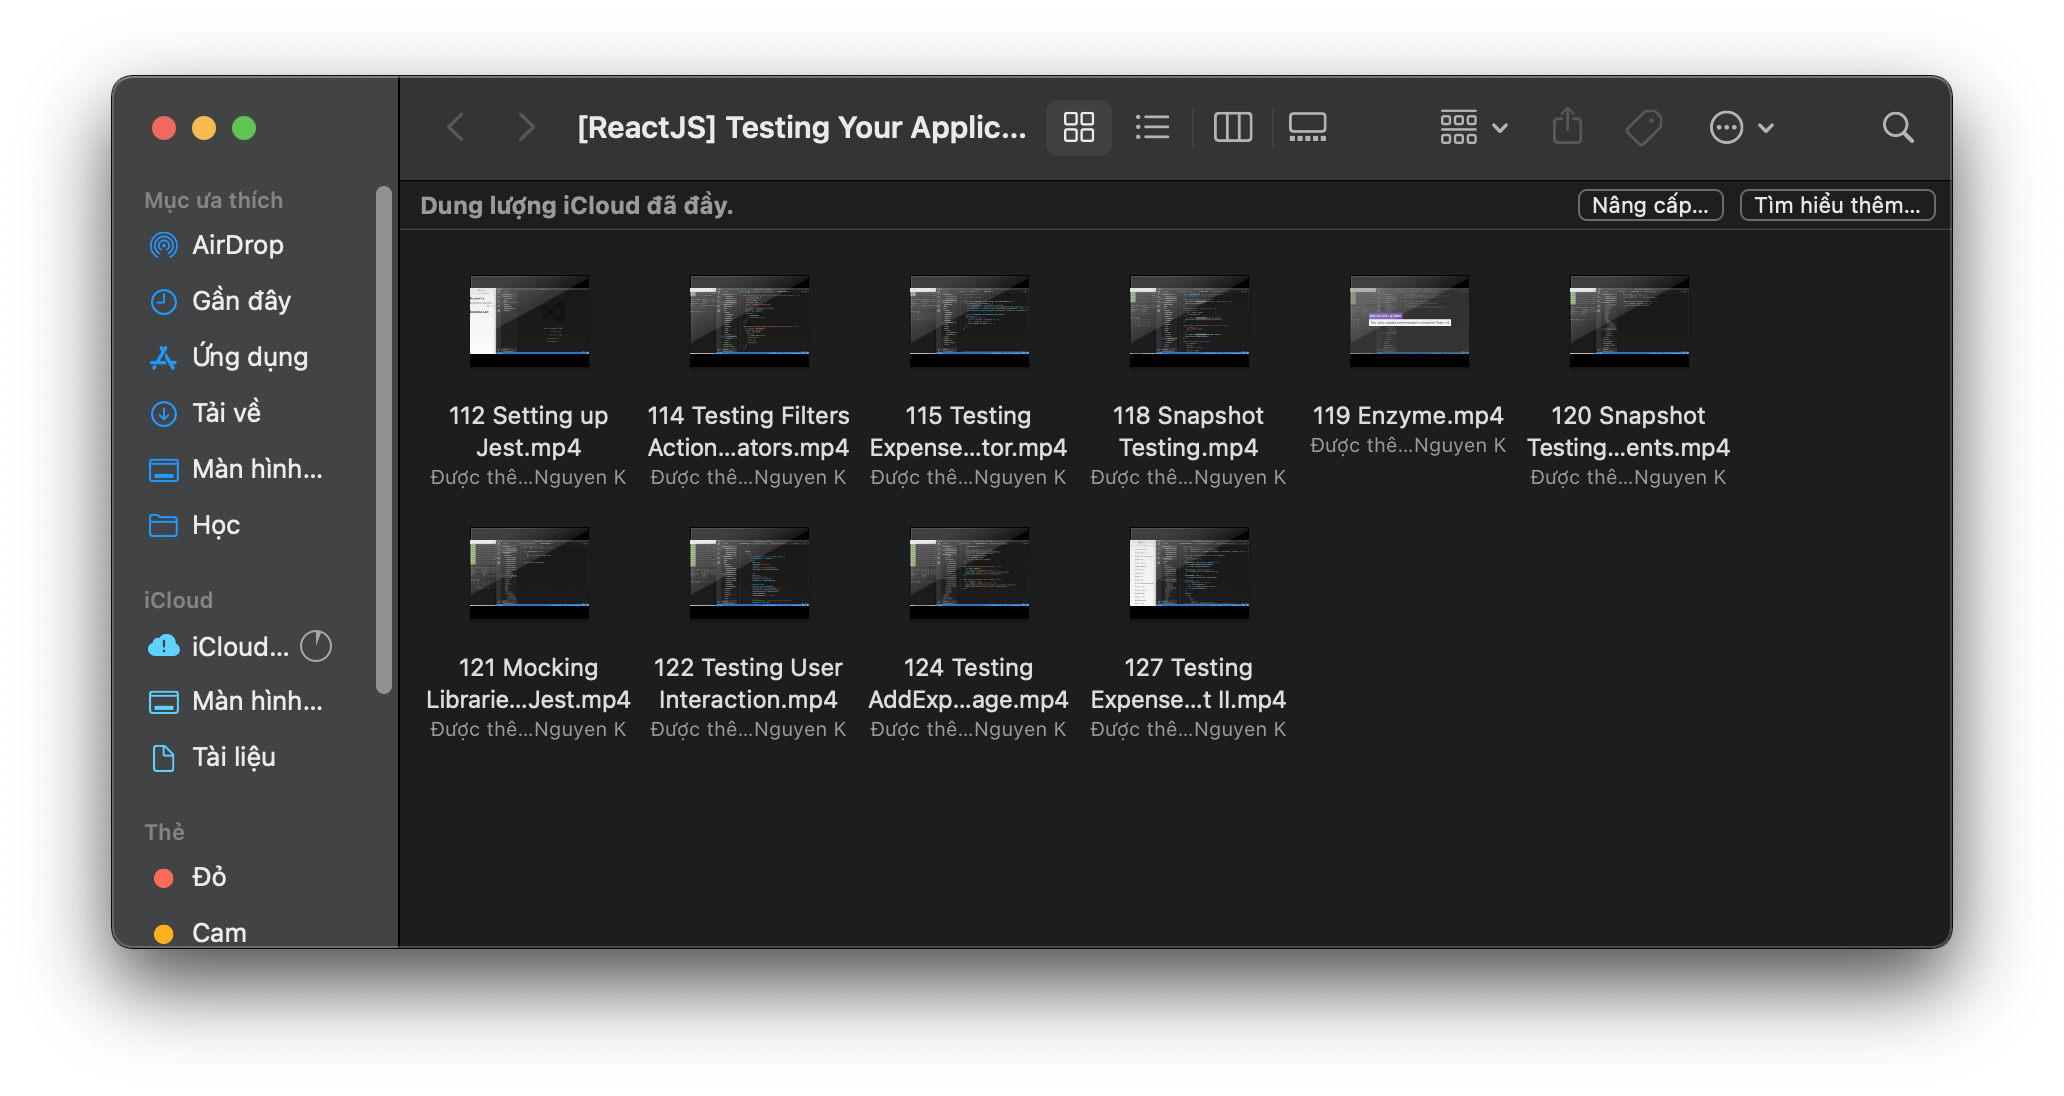 [ReactJS] Testing Your Applic...
Mục ưa thích
AirDrop
Gần đây
Ứng dụng
Tải về
Màn hình...
Học
iCloud
iCloud...
Màn hình...
Tài liệu
Thẻ
Đỏ
Cam
Dung lượng iCloud đã đầy.
Nâng cấp...
Tìm hiểu thêm...
112 Setting up
Jest.mp4
Được thê...Nguyen K
114 Testing Filters
Action...ators.mp4
Được thê...Nguyen K
115 Testing
Expense...tor.mp4
Được thê...Nguyen K
118 Snapshot
Testing.mp4
Được thê...Nguyen K
119 Enzyme.mp4
Được thê...Nguyen K
120 Snapshot
Testing...ents.mp4
Được thê...Nguyen K
121 Mocking
Librarie...Jest.mp4
Được thê...Nguyen K
122 Testing User
Interaction.mp4
Được thê...Nguyen K
124 Testing
AddExp...age.mp4
Được thê...Nguyen K
127 Testing
Expense...t II.mp4
Được thê...Nguyen K